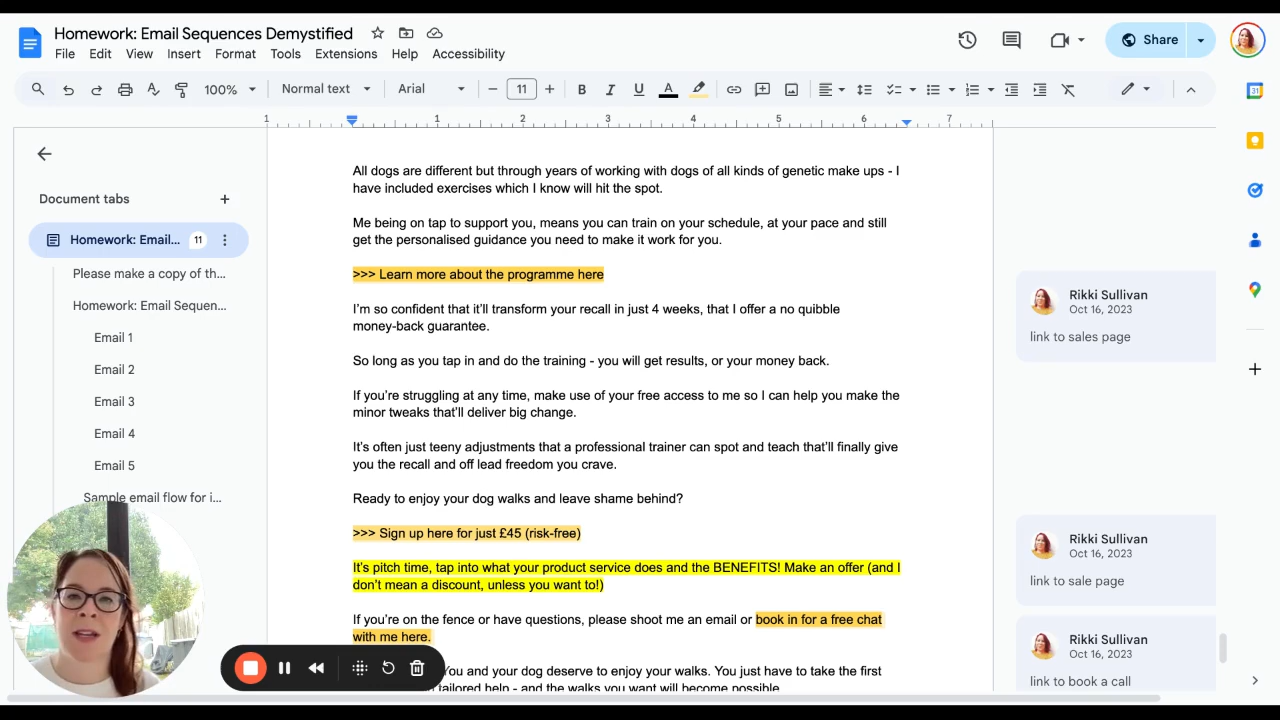 Homework: Email Sequences Demystified
File Edit View Insert Format Tools Extensions Help Accessibility
Share
100% Normal text Arial 11
1 1 2 3 4 5 6 7
Document tabs
Homework: Email... 11
Please make a copy of th...
Homework: Email Sequen...
Email 1
Email 2
Email 3
Email 4
Email 5
Sample email flow for i...
All dogs are different but through years of working with dogs of all kinds of genetic make ups - I
have included exercises which I know will hit the spot.
Me being on tap to support you, means you can train on your schedule, at your pace and still
get the personalised guidance you need to make it work for you.
>>> Learn more about the programme here
I'm so confident that it'll transform your recall in just 4 weeks, that I offer a no quibble
money-back guarantee.
So long as you tap in and do the training - you will get results, or your money back.
If you're struggling at any time, make use of your free access to me so I can help you make the
minor tweaks that'll deliver big change.
It's often just teeny adjustments that a professional trainer can spot and teach that'll finally give
you the recall and off lead freedom you crave.
Ready to enjoy your dog walks and leave shame behind?
>>> Sign up here for just £45 (risk-free)
It's pitch time, tap into what your product service does and the BENEFITS! Make an offer (and I
don't mean a discount, unless you want to!)
If you're on the fence or have questions, please shoot me an email or book in for a free chat
with me here.
You and your dog deserve to enjoy your walks. You just have to take the first
tailored help - and the walks you want will become possible.
Rikki Sullivan
Oct 16, 2023
link to sales page
Rikki Sullivan
Oct 16, 2023
link to sale page
Rikki Sullivan
Oct 16, 2023
link to book a call
31